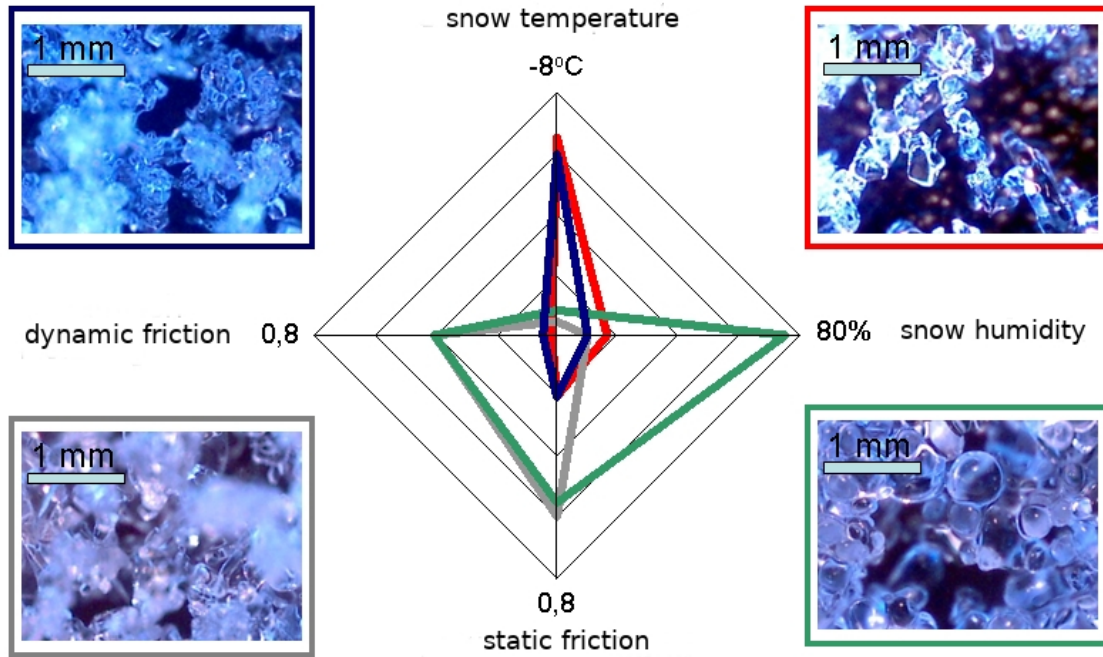 snow temperature
-8°C
1 mm
1 mm
dynamic friction
0,8
80%
snow humidity
1 mm
1 mm
0,8
static friction